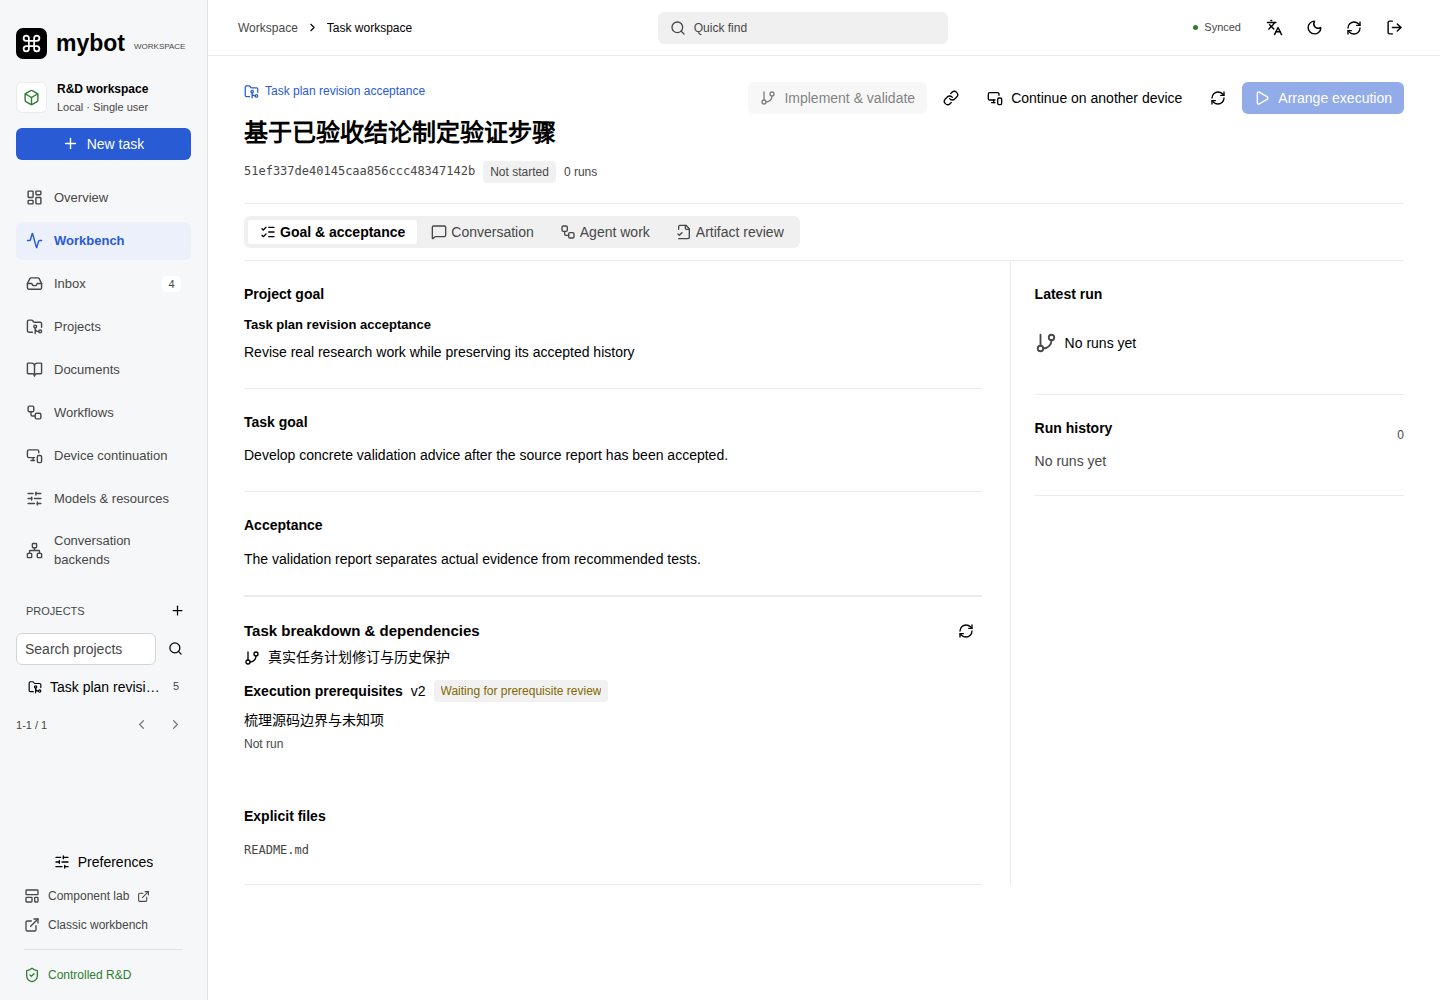 mybot WORKSPACE
R&D workspace
Local · Single user
New task
Overview
Workbench
Inbox 4
Projects
Documents
Workflows
Device continuation
Models & resources
Conversation
backends
PROJECTS
Search projects
Task plan revisi… 5
1-1 / 1
Preferences
Component lab
Classic workbench
Controlled R&D
Workspace Task workspace
Quick find
Synced
Task plan revision acceptance
Implement & validate
Continue on another device
Arrange execution
基于已验收结论制定验证步骤
51ef337de40145caa856ccc48347142b Not started 0 runs
Goal & acceptance Conversation Agent work Artifact review
Project goal
Task plan revision acceptance
Revise real research work while preserving its accepted history
Task goal
Develop concrete validation advice after the source report has been accepted.
Acceptance
The validation report separates actual evidence from recommended tests.
Task breakdown & dependencies
真实任务计划修订与历史保护
Execution prerequisites v2 Waiting for prerequisite review
梳理源码边界与未知项
Not run
Explicit files
README.md
Latest run
No runs yet
Run history 0
No runs yet